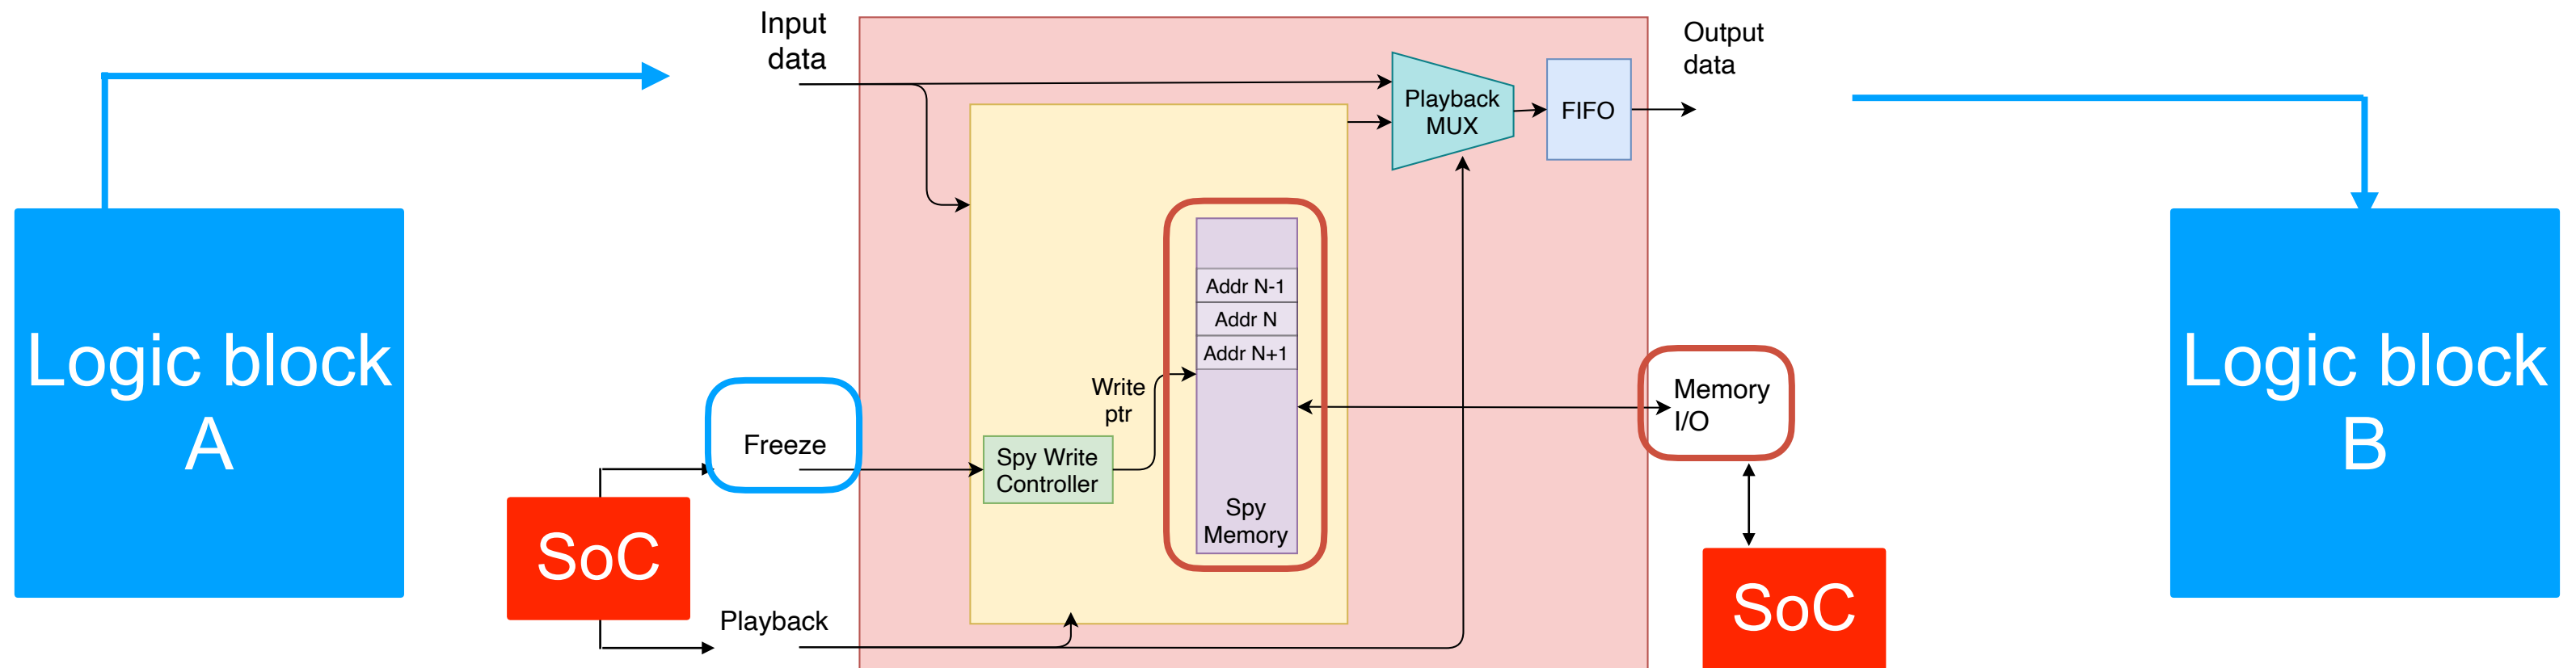 Input
data
Output
data
Playback
MUX
FIFO
Addr N-1
Addr N
Addr N+1
Write
ptr
Spy Write
Controller
Spy
Memory
Freeze
Playback
Memory
I/O
Logic block
A
SoC
SoC
Logic block
B